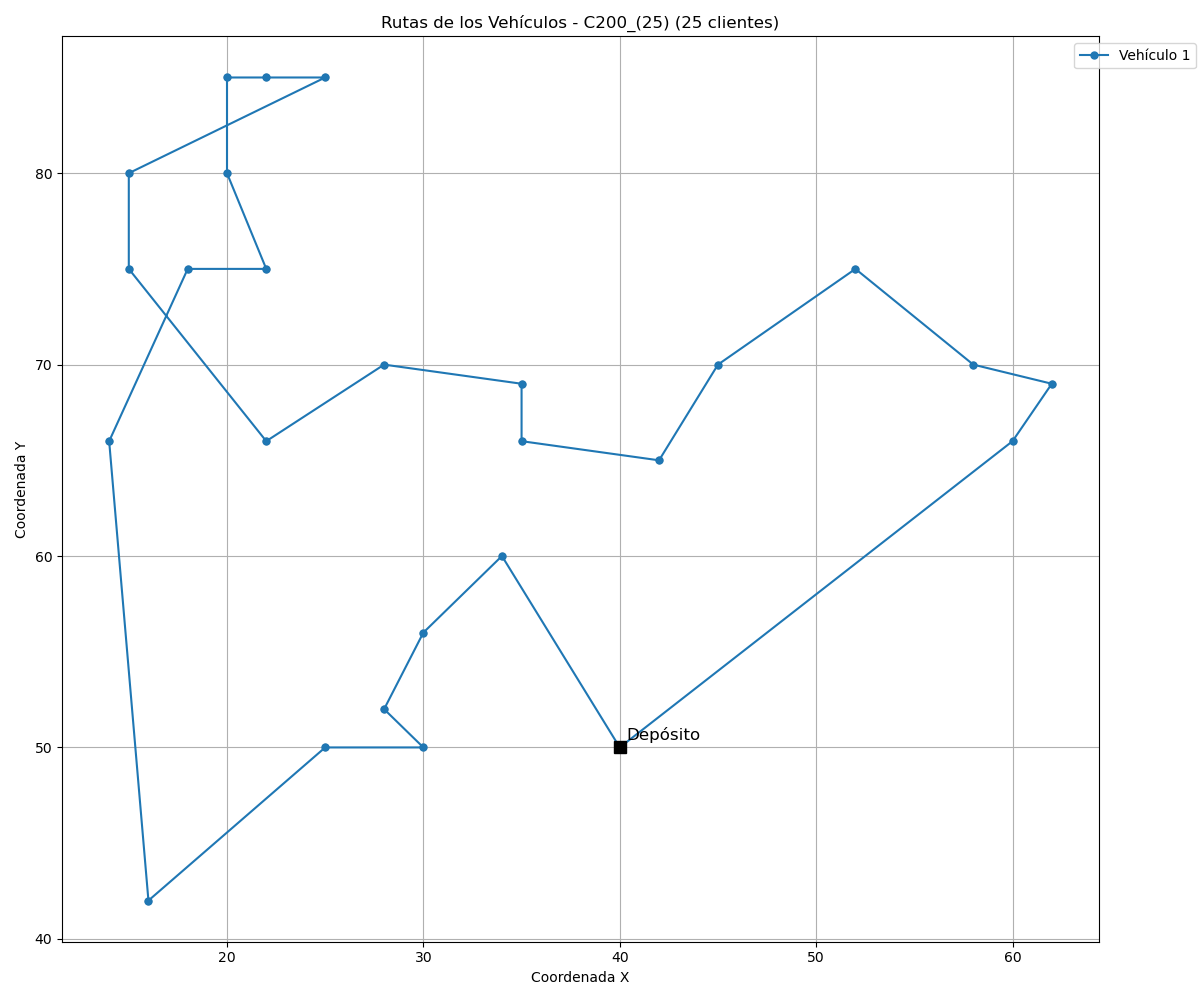 Rutas de los Vehículos - C200_(25) (25 clientes)
Vehículo 1
80
70
60
50
40
Coordenada Y
Depósito
20
30
40
50
60
Coordenada X